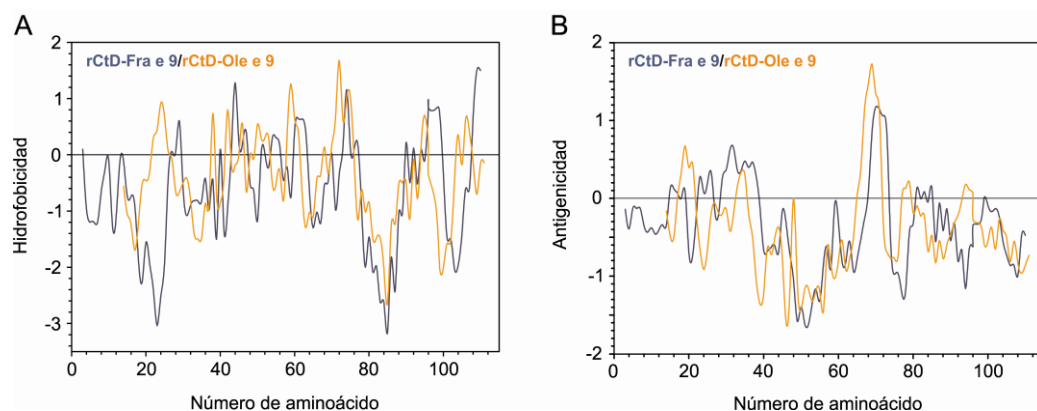 A
rCtD-Fra e 9/rCtD-Ole e 9
Hidrofobicidad
2
1
0
-1
-2
-3
0
20
40
60
80
100
Número de aminoácido
B
rCtD-Fra e 9/rCtD-Ole e 9
Antigenicidad
2
1
0
-1
-2
0
20
40
60
80
100
Número de aminoácido